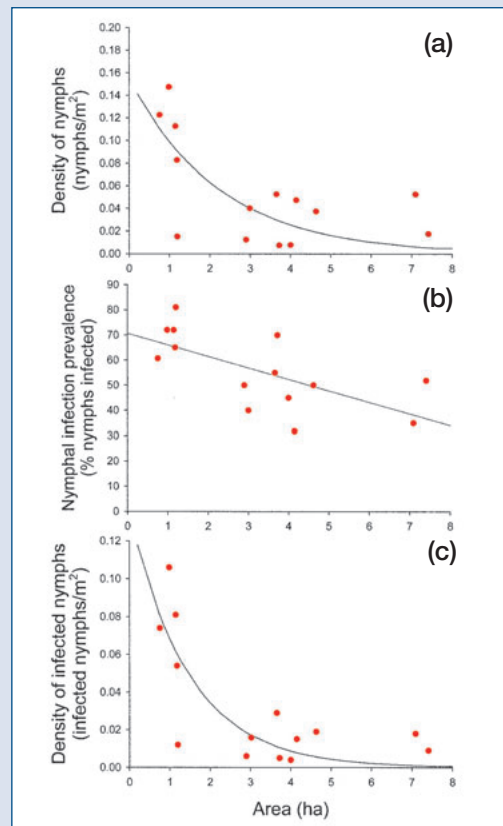 (a)
Density of nymphs
(nymphs/m²)
0.20
0.18
0.16
0.14
0.12
0.10
0.08
0.06
0.04
0.02
0.00
0 1 2 3 4 5 6 7 8
(b)
Nymphal infection prevalence
(% nymphs infected)
90
80
70
60
50
40
30
20
10
0
0 1 2 3 4 5 6 7 8
(c)
Density of infected nymphs
(infected nymphs/m²)
0.12
0.10
0.08
0.06
0.04
0.02
0.00
0 1 2 3 4 5 6 7 8
Area (ha)